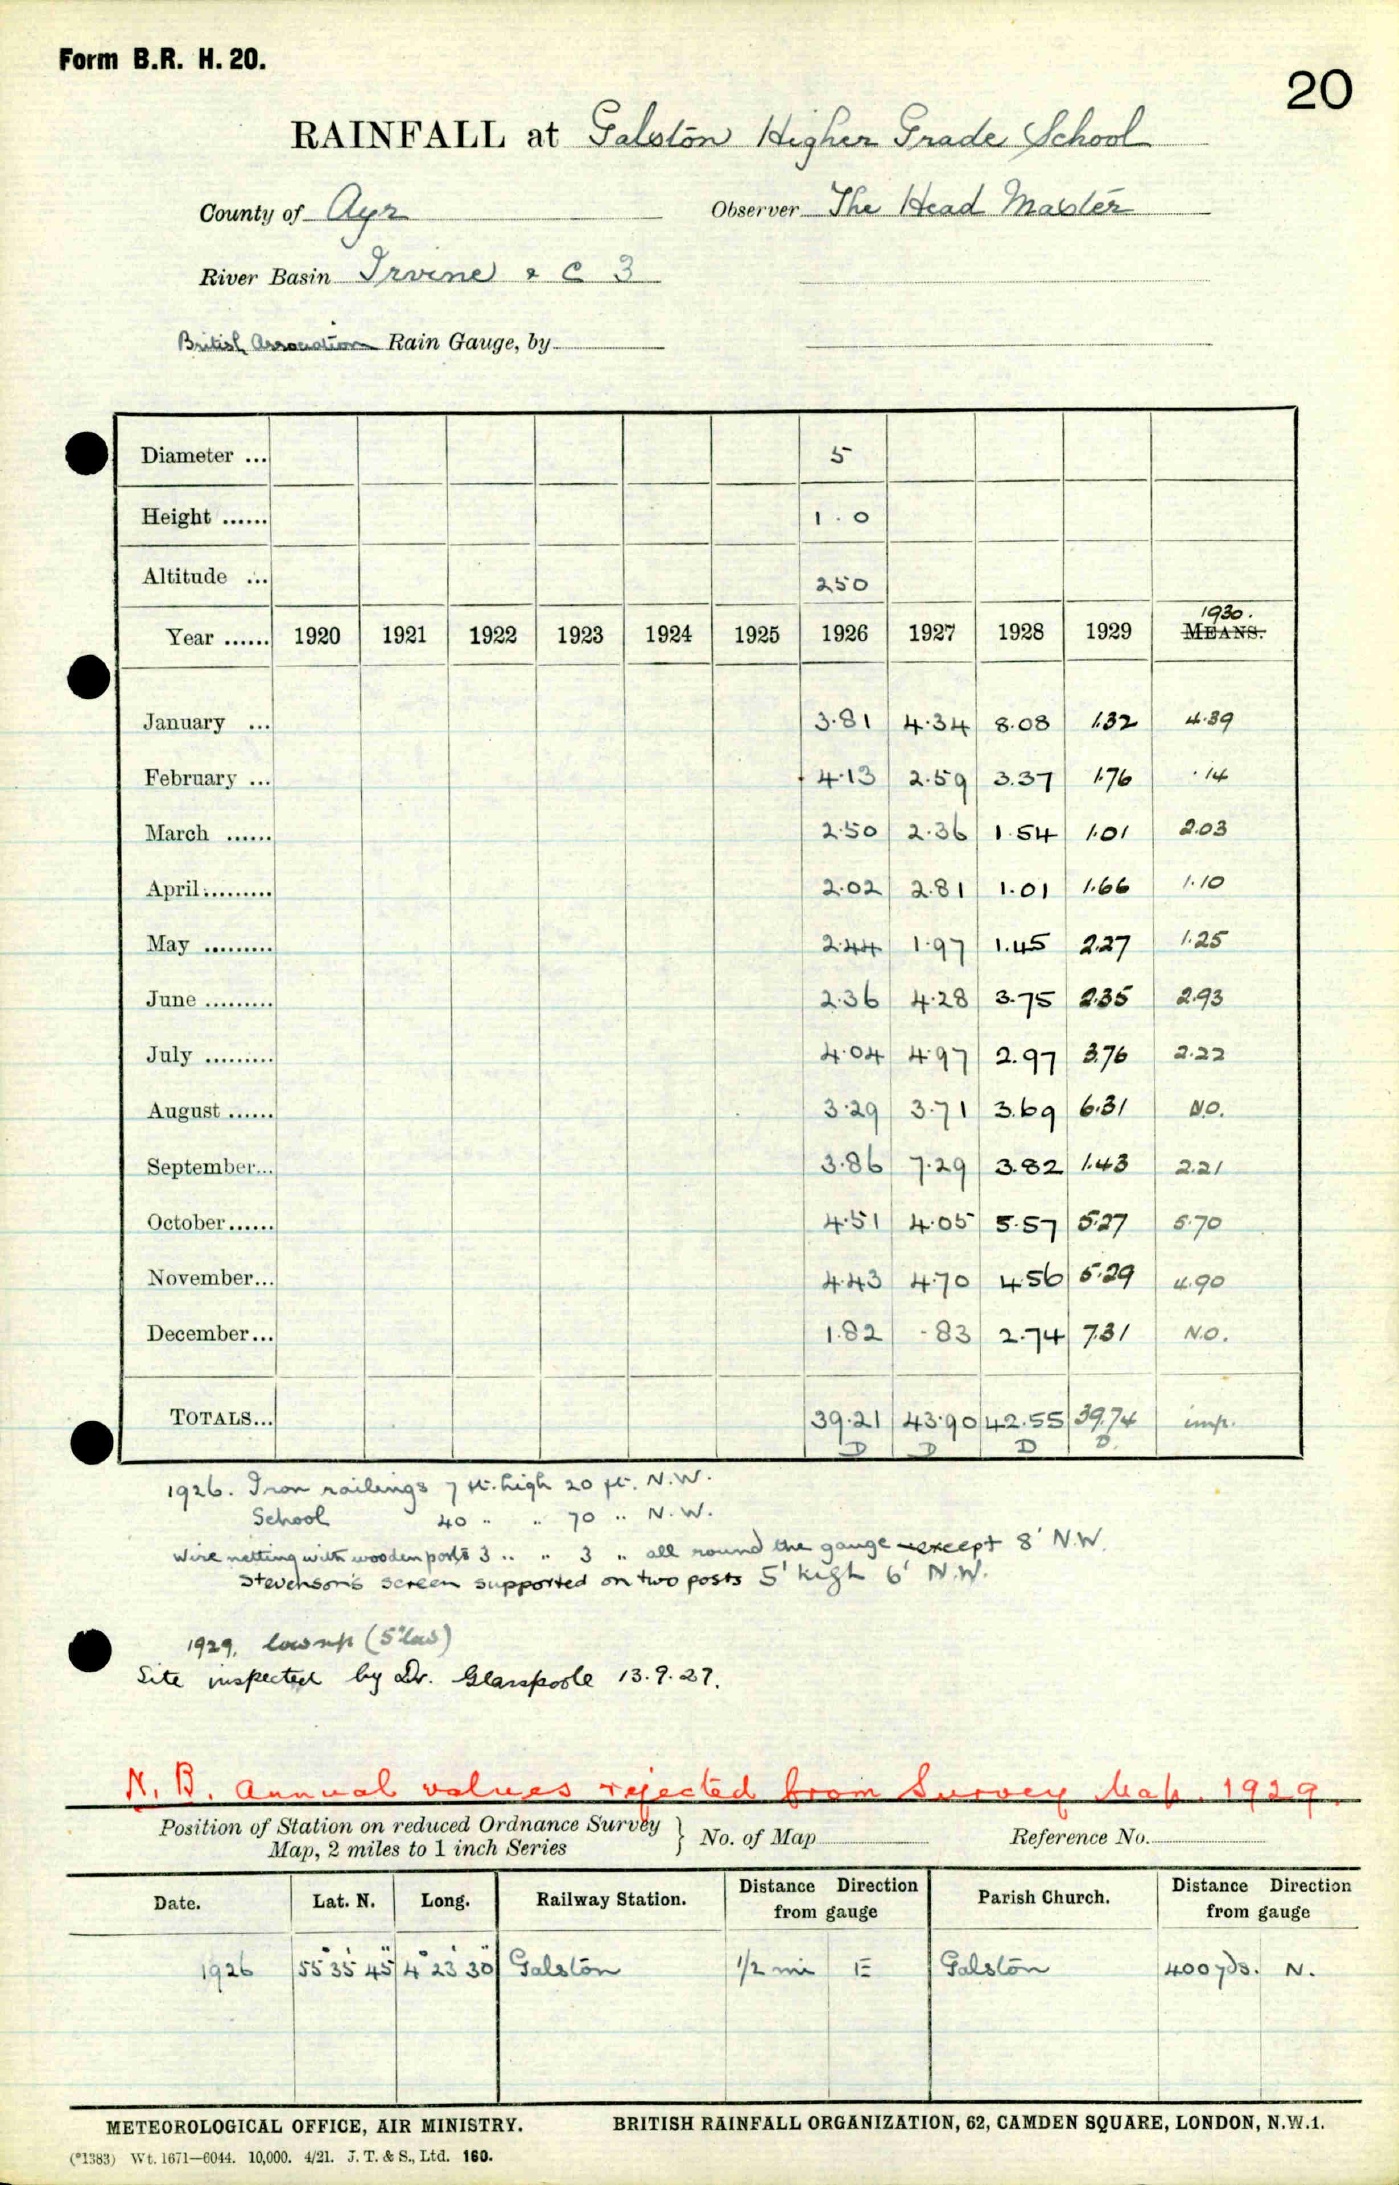 Form B.R. H. 20.
20
RAINFALL at Galston Higher Grade School
County of Ayr Observer The Head Master
River Basin Irvine & C 3
British Association Rain Gauge, by
Diameter ... 5
Height ...... 1.0
Altitude ... 250
Year ...... 1920 1921 1922 1923 1924 1925 1926 1927 1928 1929 MEANS. 1930.
January ... 3.81 4.34 8.08 1.32 4.39
February ... 4.13 2.59 3.37 1.76 .14
March ...... 2.50 2.36 1.54 1.01 2.03
April......... 2.02 2.81 1.01 1.66 1.10
May ......... 2.44 1.97 1.45 2.27 1.25
June ......... 2.36 4.28 3.75 2.35 2.93
July ......... 4.04 4.97 2.97 3.76 2.22
August ...... 3.29 3.71 3.69 6.31 N.O.
September... 3.86 7.29 3.82 1.43 2.21
October...... 4.51 4.05 5.57 5.27 5.70
November... 4.43 4.70 4.56 5.29 4.90
December... 1.82 .83 2.74 7.31 N.O.
TOTALS... 39.21 43.90 42.55 39.74 imp.
D D D D.
1926. Iron railings 7 ft. high 20 ft. N.W.
School 40 " " 70 " N.W.
Wire netting with wooden posts 3 " " 3 " all round the gauge except 8' N.W.
Stevenson's screen supported on two posts 5' high 6' N.W.
1929,
Site inspected by Dr. Glasspoole 13.9.27.
N.B. Annual values rejected from Survey Map. 1929.
Position of Station on reduced Ordnance Survey Map, 2 miles to 1 inch Series } No. of Map Reference No.
Date. Lat. N. Long. Railway Station. Distance Direction from gauge Parish Church. Distance Direction from gauge
1926 55° 35' 45" 4° 23' 30" Galston 1/2 mi E Galston 400 yds. N.
METEOROLOGICAL OFFICE, AIR MINISTRY. BRITISH RAINFALL ORGANIZATION, 62, CAMDEN SQUARE, LONDON, N.W.1.
(*1383) Wt. 1671—6044. 10,000. 4/21. J. T. & S., Ltd. 160.